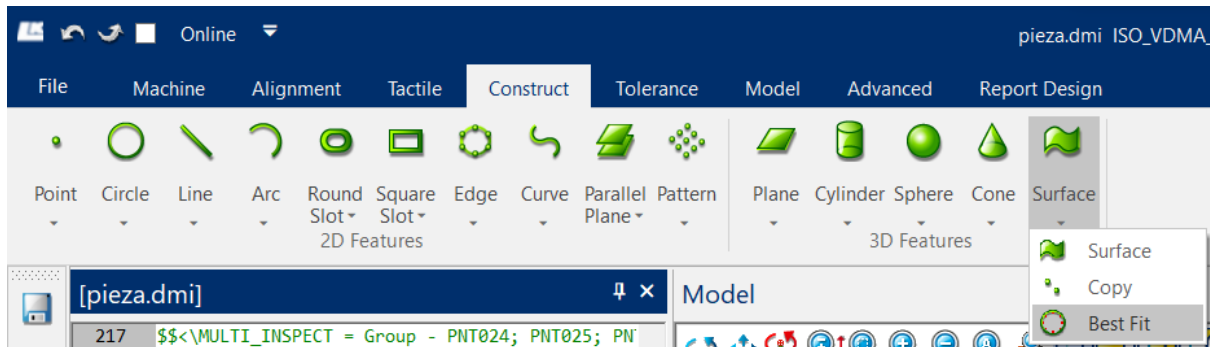 Online pieza.dmi ISO_VDMA_
File Machine Alignment Tactile Construct Tolerance Model Advanced Report Design
Point Circle Line Arc Round Slot Square Slot Edge Curve Parallel Plane Pattern Plane Cylinder Sphere Cone Surface
2D Features 3D Features
Surface
Copy
Best Fit
[pieza.dmi] Model
217 $$<\MULTI_INSPECT = Group - PNT024; PNT025; PN